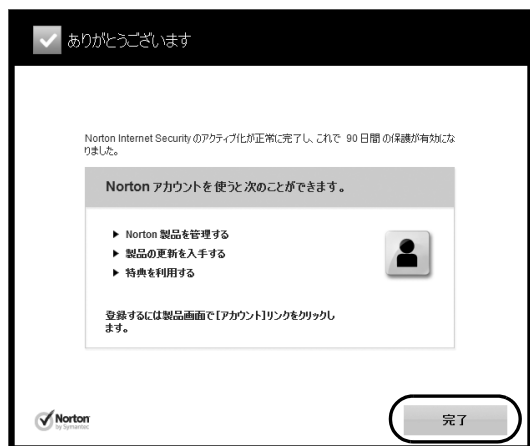 ありがとうございます
Norton Internet Security のアクティブ化が正常に完了し、これで 90 日間 の保護が有効にな
りました。
Norton アカウントを使うと次のことができます。
▶ Norton 製品を管理する
▶ 製品の更新を入手する
▶ 特典を利用する
登録するには製品画面で[アカウント]リンクをクリックし
ます。
Norton
by Symantec
完了